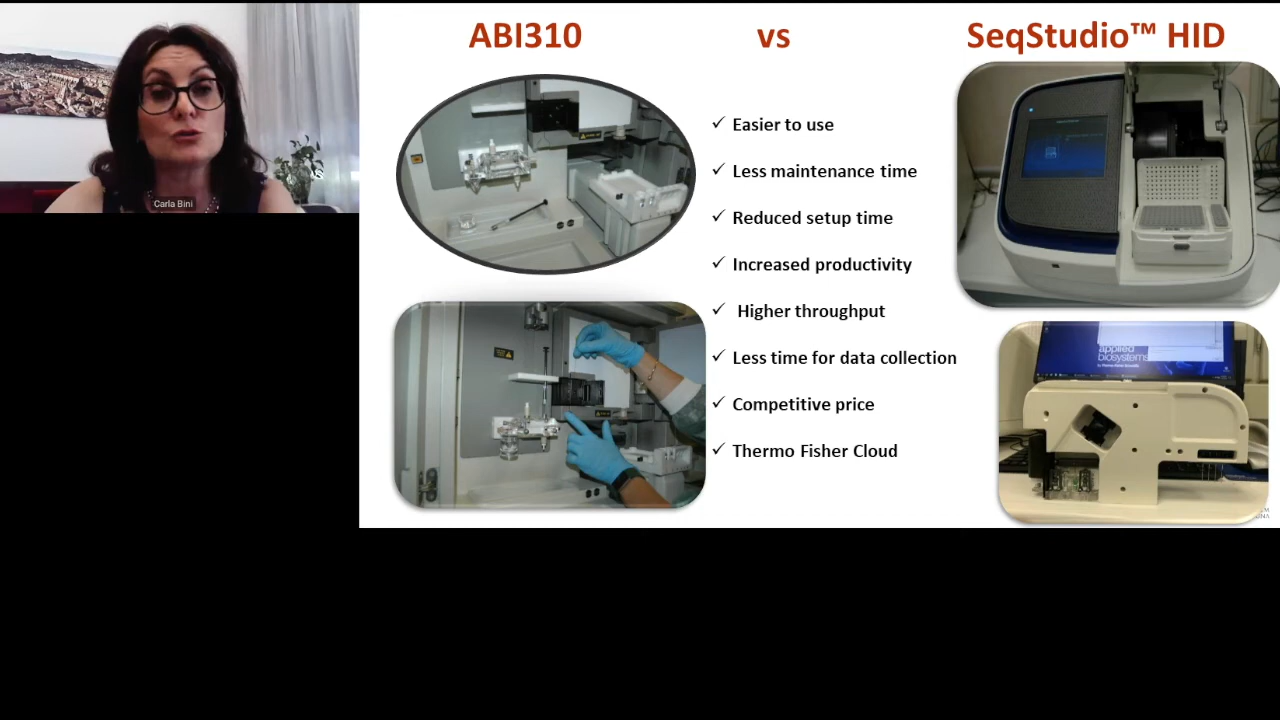 ABI310 vs SeqStudio™ HID
Carla Bini
✓ Easier to use
✓ Less maintenance time
✓ Reduced setup time
✓ Increased productivity
✓ Higher throughput
✓ Less time for data collection
✓ Competitive price
✓ Thermo Fisher Cloud
applied
biosystems